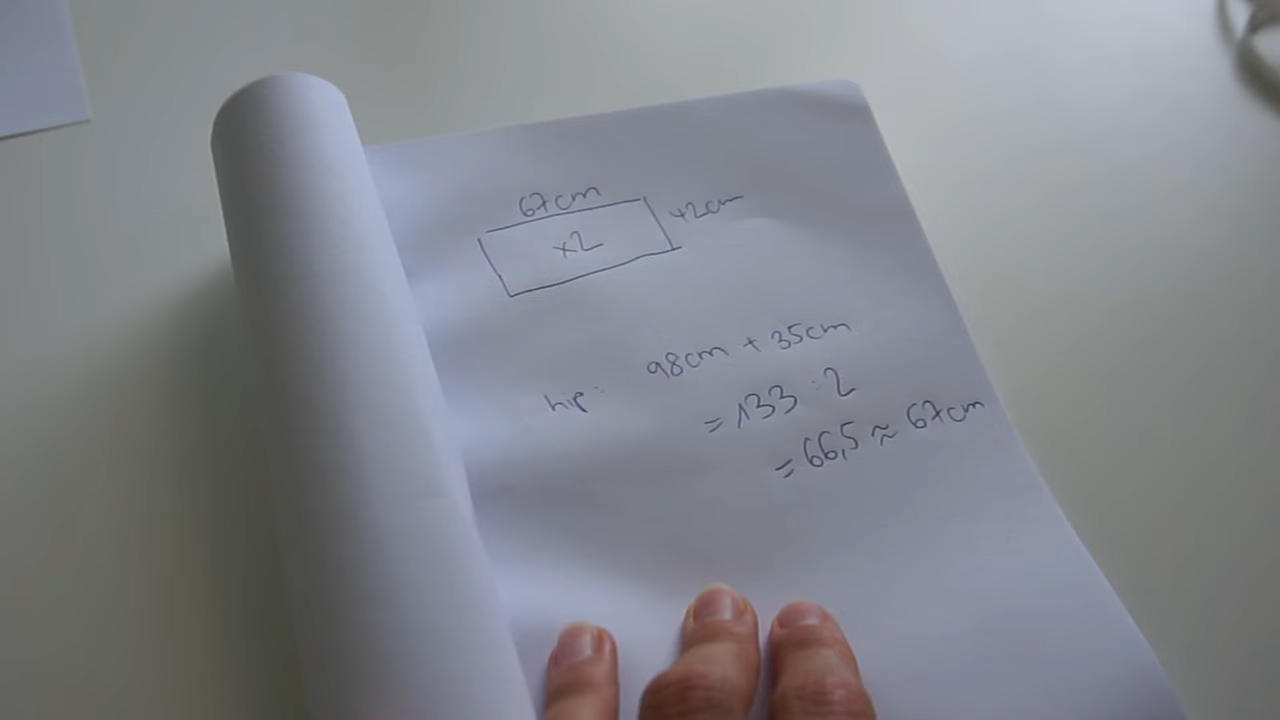 67cm
42cm
x2
hip: 98cm + 35cm
= 133 : 2
= 66,5 ≈ 67cm